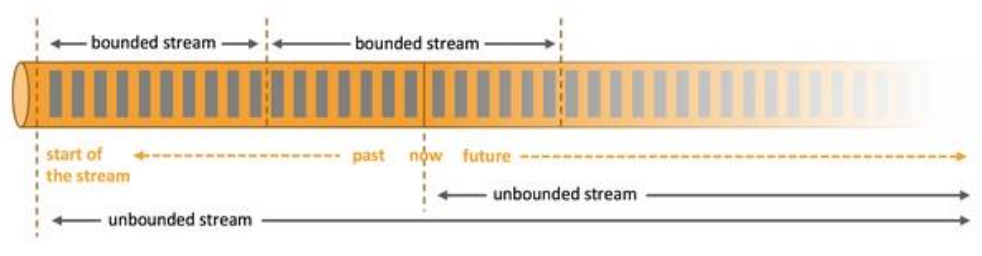 bounded stream
bounded stream
start of
the stream
past
now
future
unbounded stream
unbounded stream